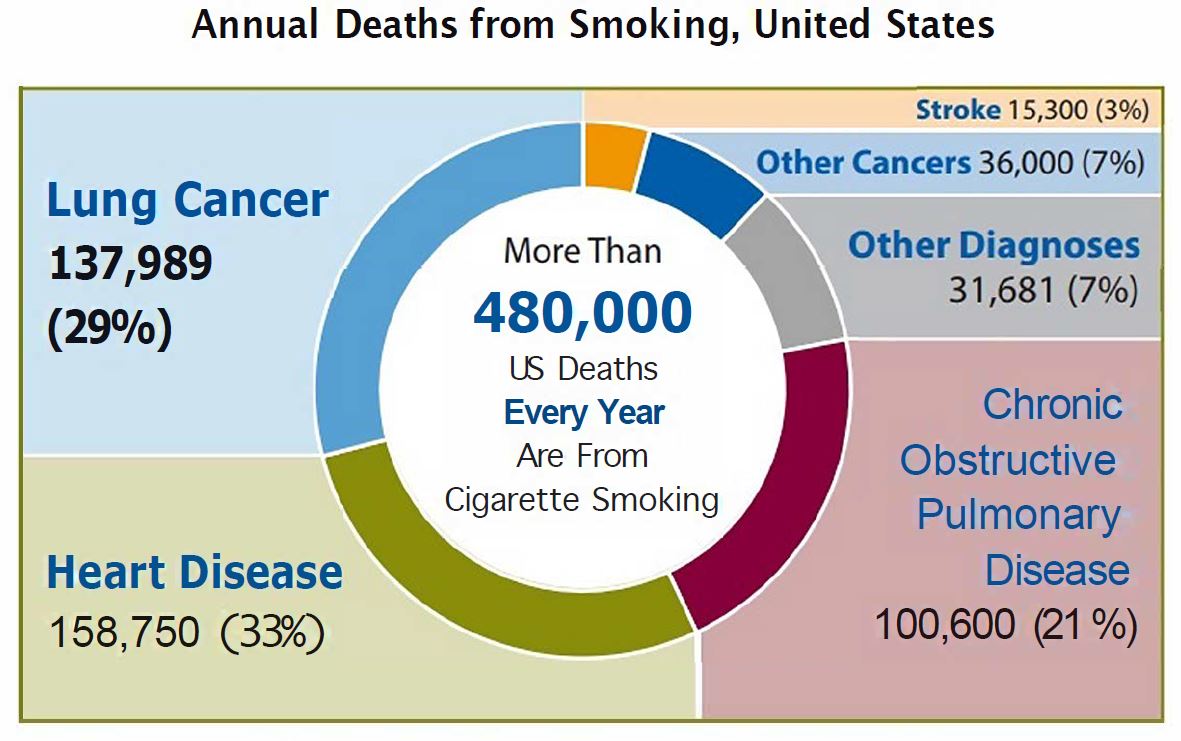 Annual Deaths from Smoking, United States
Stroke 15,300 (3%)
Other Cancers 36,000 (7%)
Other Diagnoses
31,681 (7%)
Lung Cancer
137,989
(29%)
More Than
480,000
US Deaths
Every Year
Are From
Cigarette Smoking
Chronic
Obstructive
Pulmonary
Disease
100,600 (21%)
Heart Disease
158,750 (33%)